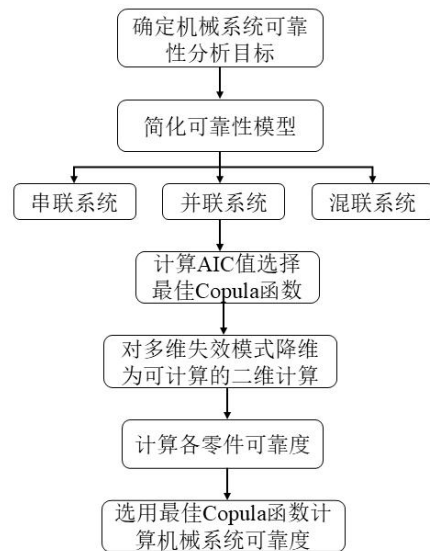 确定机械系统可靠
性分析目标
简化可靠性模型
串联系统
并联系统
混联系统
计算AIC值选择
最佳Copula函数
对多维失效模式降维
为可计算的二维计算
计算各零件可靠度
选用最佳Copula函数计
算机械系统可靠度